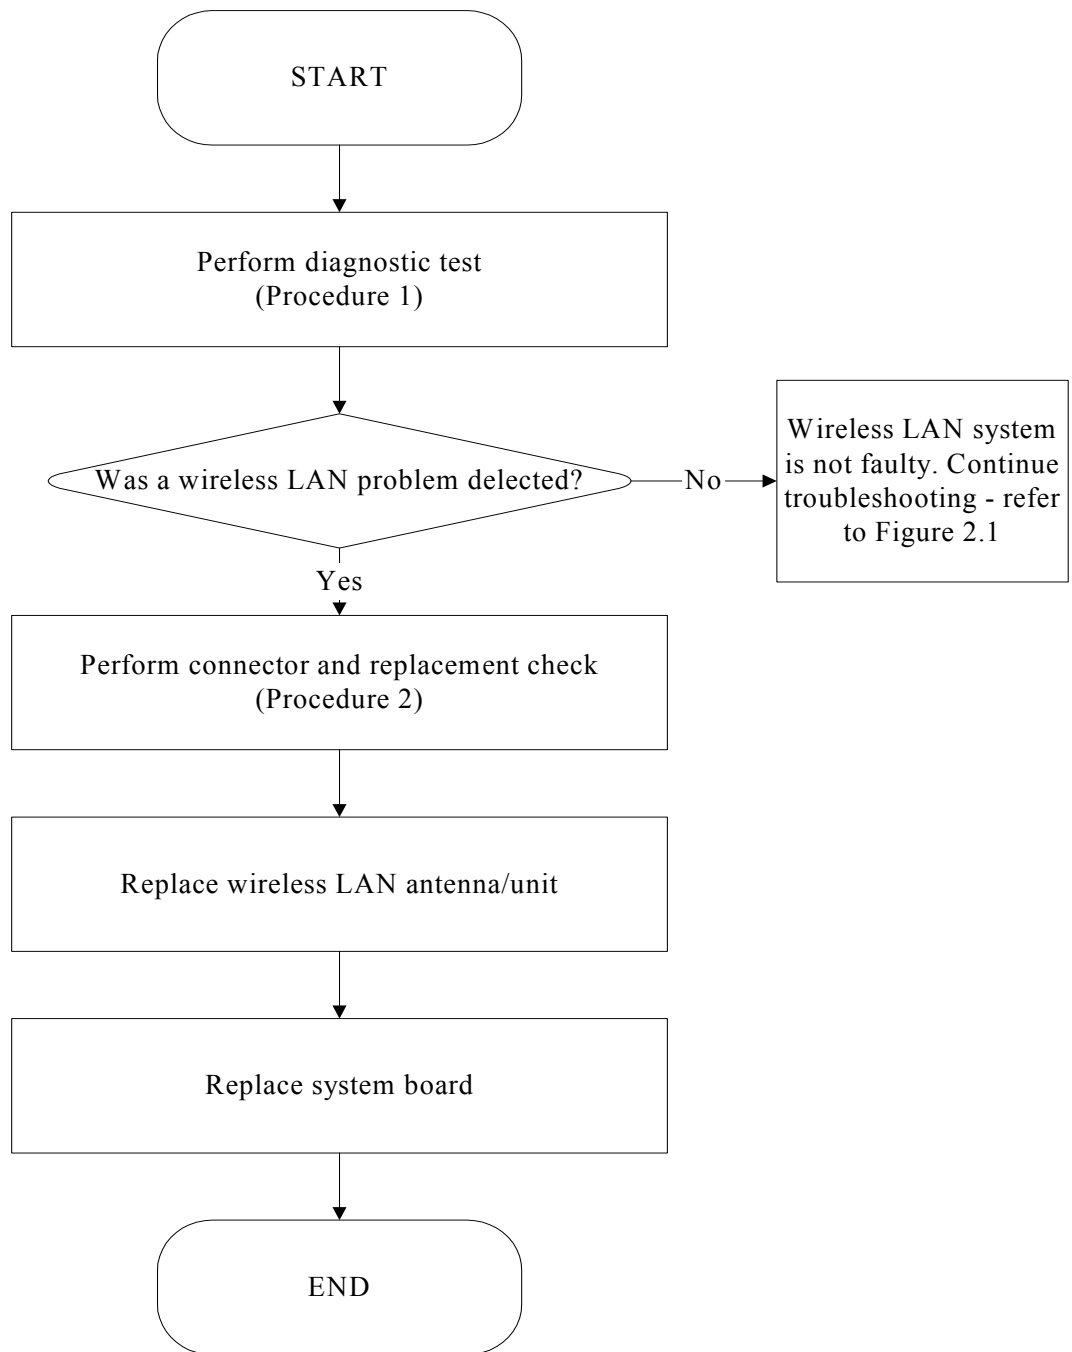 START
Perform diagnostic test
(Procedure 1)
Was a wireless LAN problem delected?
No
Wireless LAN system
is not faulty. Continue
troubleshooting - refer
to Figure 2.1
Yes
Perform connector and replacement check
(Procedure 2)
Replace wireless LAN antenna/unit
Replace system board
END